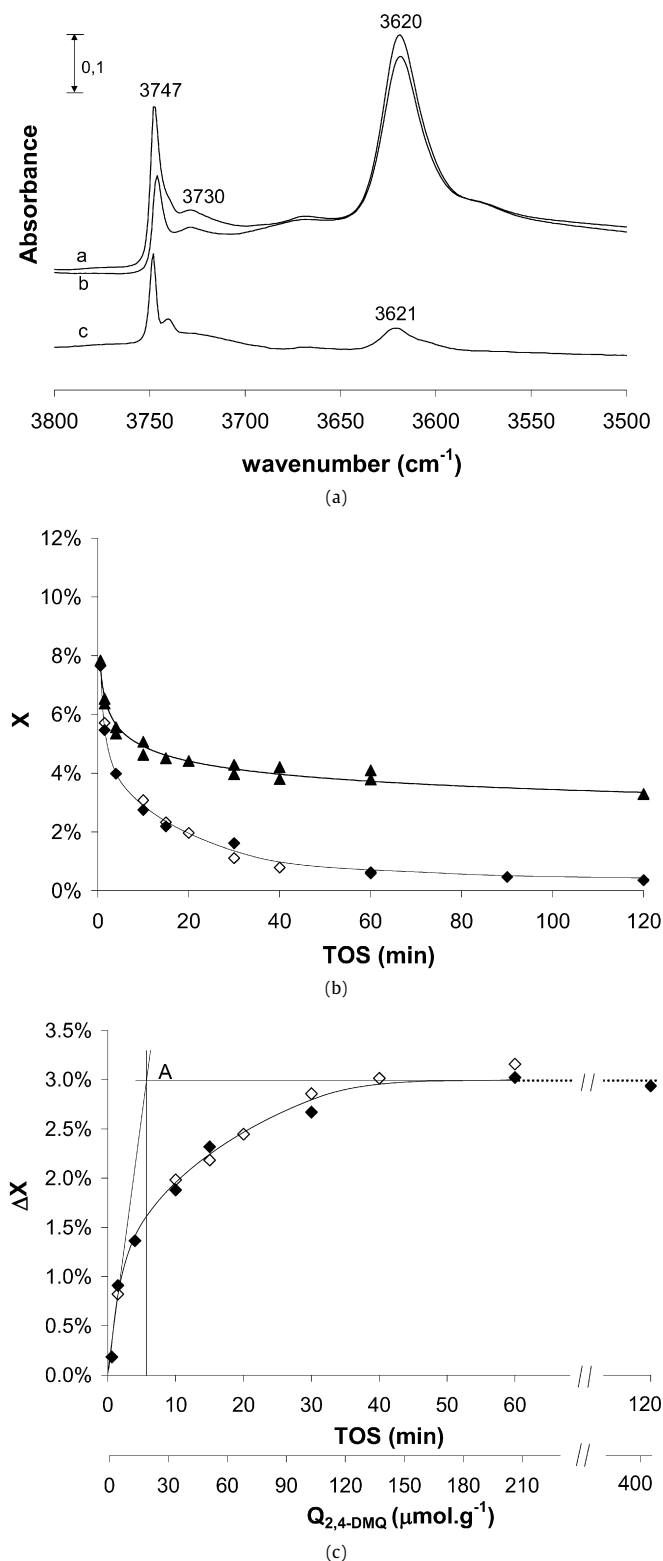 3620
0,1
3747
3730
Absorbance
a
b
3621
c
3800 3750 3700 3650 3600 3550 3500
wavenumber (cm-1)
(a)
12%
10%
8%
6%
4%
2%
0%
X
0 20 40 60 80 100 120
TOS (min)
(b)
3.5%
3.0%
2.5%
2.0%
1.5%
1.0%
0.5%
0.0%
ΔX
A
0 10 20 30 40 50 60 120
TOS (min)
0 30 60 90 120 150 180 210 400
Q2,4-DMQ (μmol.g-1)
(c)